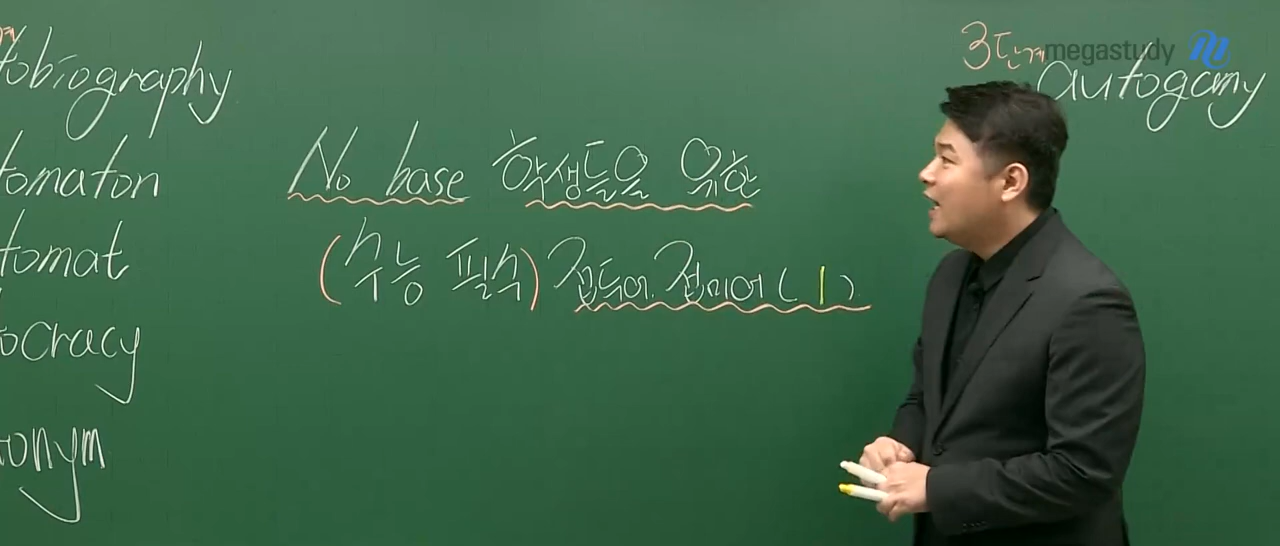 tobiography
tomaton
tomat
ocracy
onym
No base 학생들을 위한
(수능 필수) 접두어. 접미어 ( 1 )
3단계
megastudy
autogamy